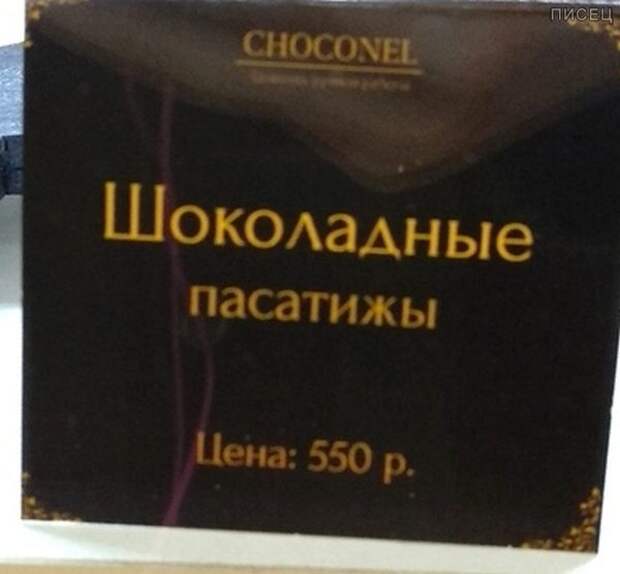 ПИСЕЦ
CHOCONEL
Шоколадные
пасатижы
Цена: 550 р.